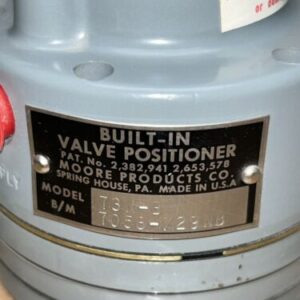 BUILT-IN
VALVE POSITIONER
PAT. No. 2,382,941 2,653,578
MOORE PRODUCTS CO.
SPRING HOUSE, PA. MADE IN U.S.A
MODEL
B/M